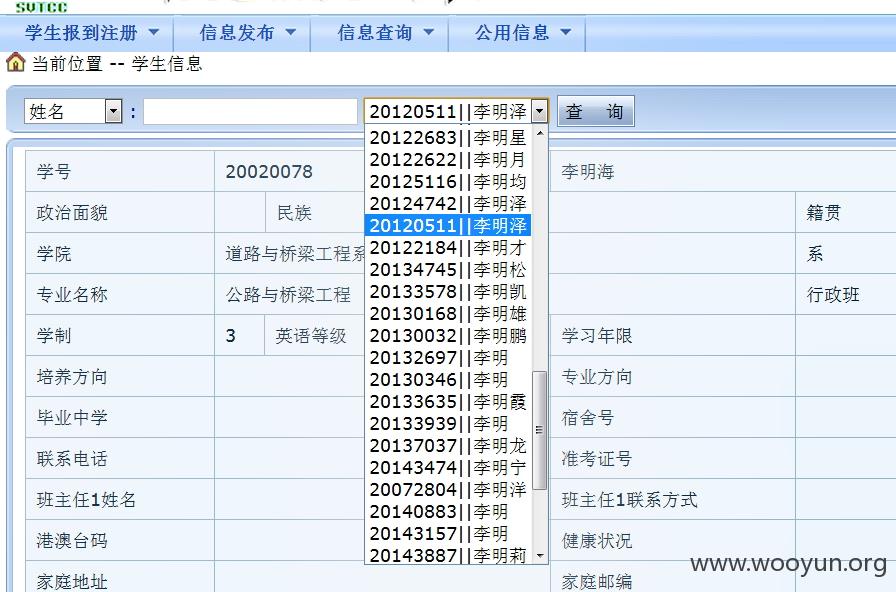 SVTCC
学生报到注册 信息发布 信息查询 公用信息
当前位置 -- 学生信息
姓名 : 20120511||李明泽 查 询
20122683||李明星
20122622||李明月
20125116||李明均
20124742||李明泽
20120511||李明泽
20122184||李明才
20134745||李明松
20133578||李明凯
20130168||李明雄
20130032||李明鹏
20132697||李明
20130346||李明
20133635||李明霞
20133939||李明
20137037||李明龙
20143474||李明宁
20072804||李明洋
20140883||李明
20143157||李明
20143887||李明莉
学号 20020078 李明海
政治面貌 民族 籍贯
学院 道路与桥梁工程系 系
专业名称 公路与桥梁工程 行政班
学制 3 英语等级 学习年限
培养方向 专业方向
毕业中学 宿舍号
联系电话 准考证号
班主任1姓名 班主任1联系方式
港澳台码 健康状况
家庭地址 家庭邮编
www.wooyun.org